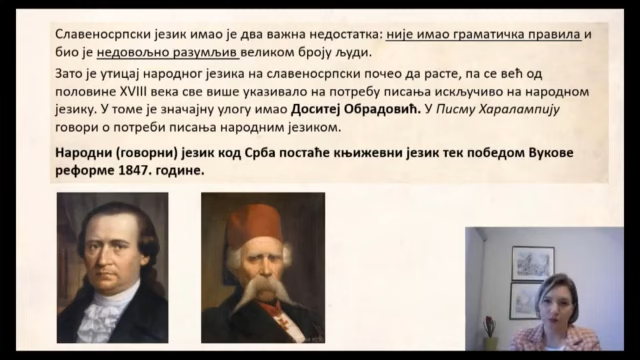 Славеносрпски језик имао је два важна недостатка: није имао граматичка правила и
био је недовољно разумљив великом броју људи.
Зато је утицај народног језика на славеносрпски почео да расте, па се већ од
половине XVIII века све више указивало на потребу писања искључиво на народном
језику. У томе је значајну улогу имао Доситеј Обрадовић. У Писму Харалампију
говори о потреби писања народним језиком.
Народни (говорни) језик код Срба постаће књижевни језик тек победом Вукове
реформе 1847. године.